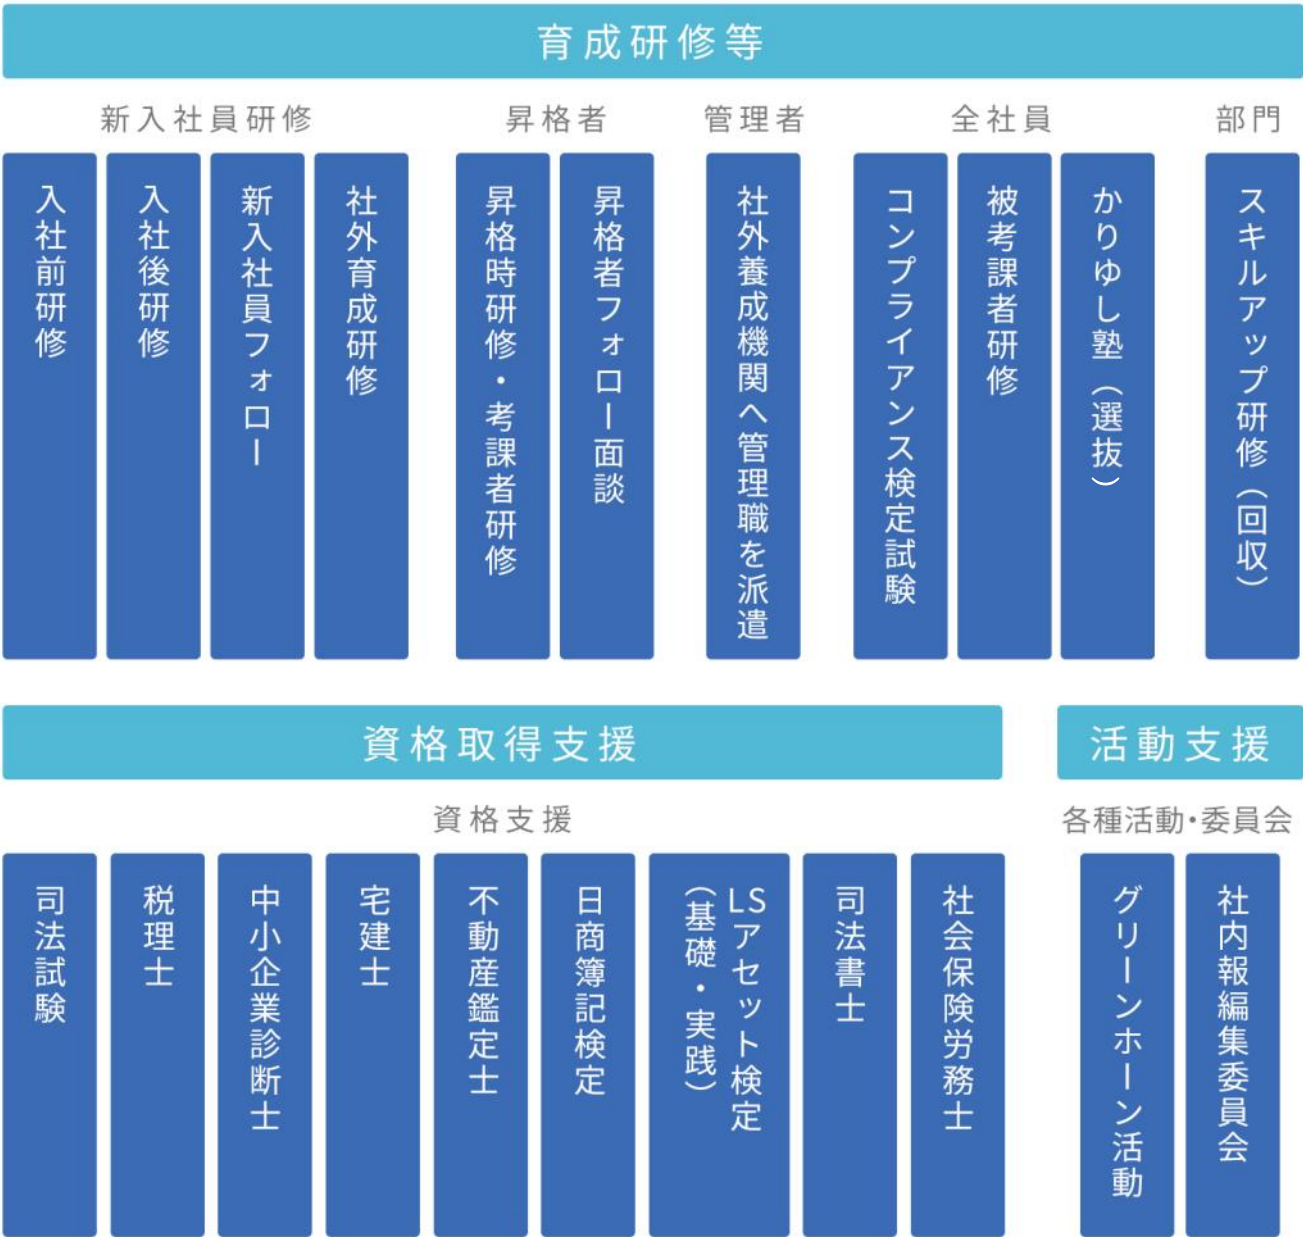 育成研修等
新入社員研修
入社前研修
入社後研修
新入社員フォロー
社外育成研修
昇格者
昇格時研修・考課者研修
昇格者フォロー面談
管理者
社外養成機関へ管理職を派遣
全社員
コンプライアンス検定試験
被考課者研修
かりゆし塾（選抜）
部門
スキルアップ研修（回収）
資格取得支援
資格支援
司法試験
税理士
中小企業診断士
宅建士
不動産鑑定士
日商簿記検定
LSアセット検定
（基礎・実践）
司法書士
社会保険労務士
活動支援
各種活動・委員会
グリーンホーン活動
社内報編集委員会